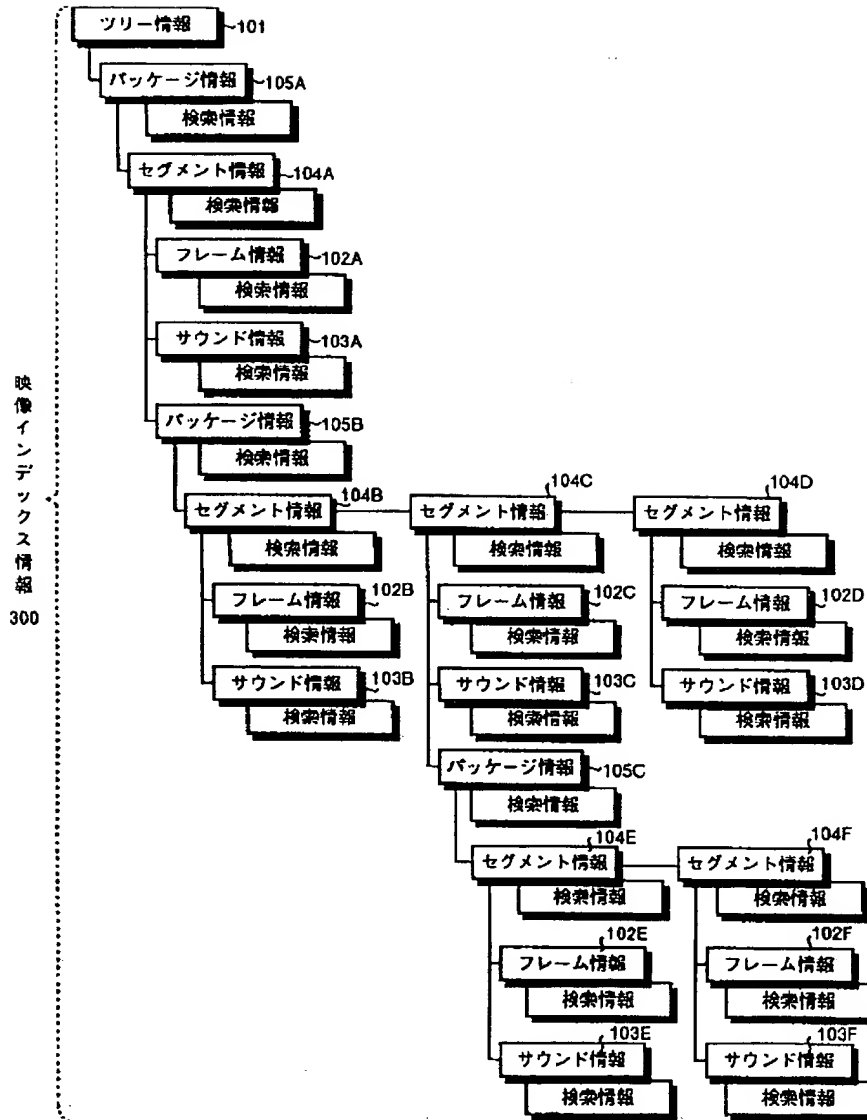 ツリー情報 101
パッケージ情報 105A
検索情報
セグメント情報 104A
検索情報
フレーム情報 102A
検索情報
サウンド情報 103A
検索情報
パッケージ情報 105B
検索情報
映像インデックス情報 300
セグメント情報 104B セグメント情報 104C セグメント情報 104D
検索情報 検索情報 検索情報
フレーム情報 102B フレーム情報 102C フレーム情報 102D
検索情報 検索情報 検索情報
サウンド情報 103B サウンド情報 103C サウンド情報 103D
検索情報 検索情報 検索情報
パッケージ情報 105C
検索情報
セグメント情報 104E セグメント情報 104F
検索情報 検索情報
フレーム情報 102E フレーム情報 102F
検索情報 検索情報
サウンド情報 103E サウンド情報 103F
検索情報 検索情報